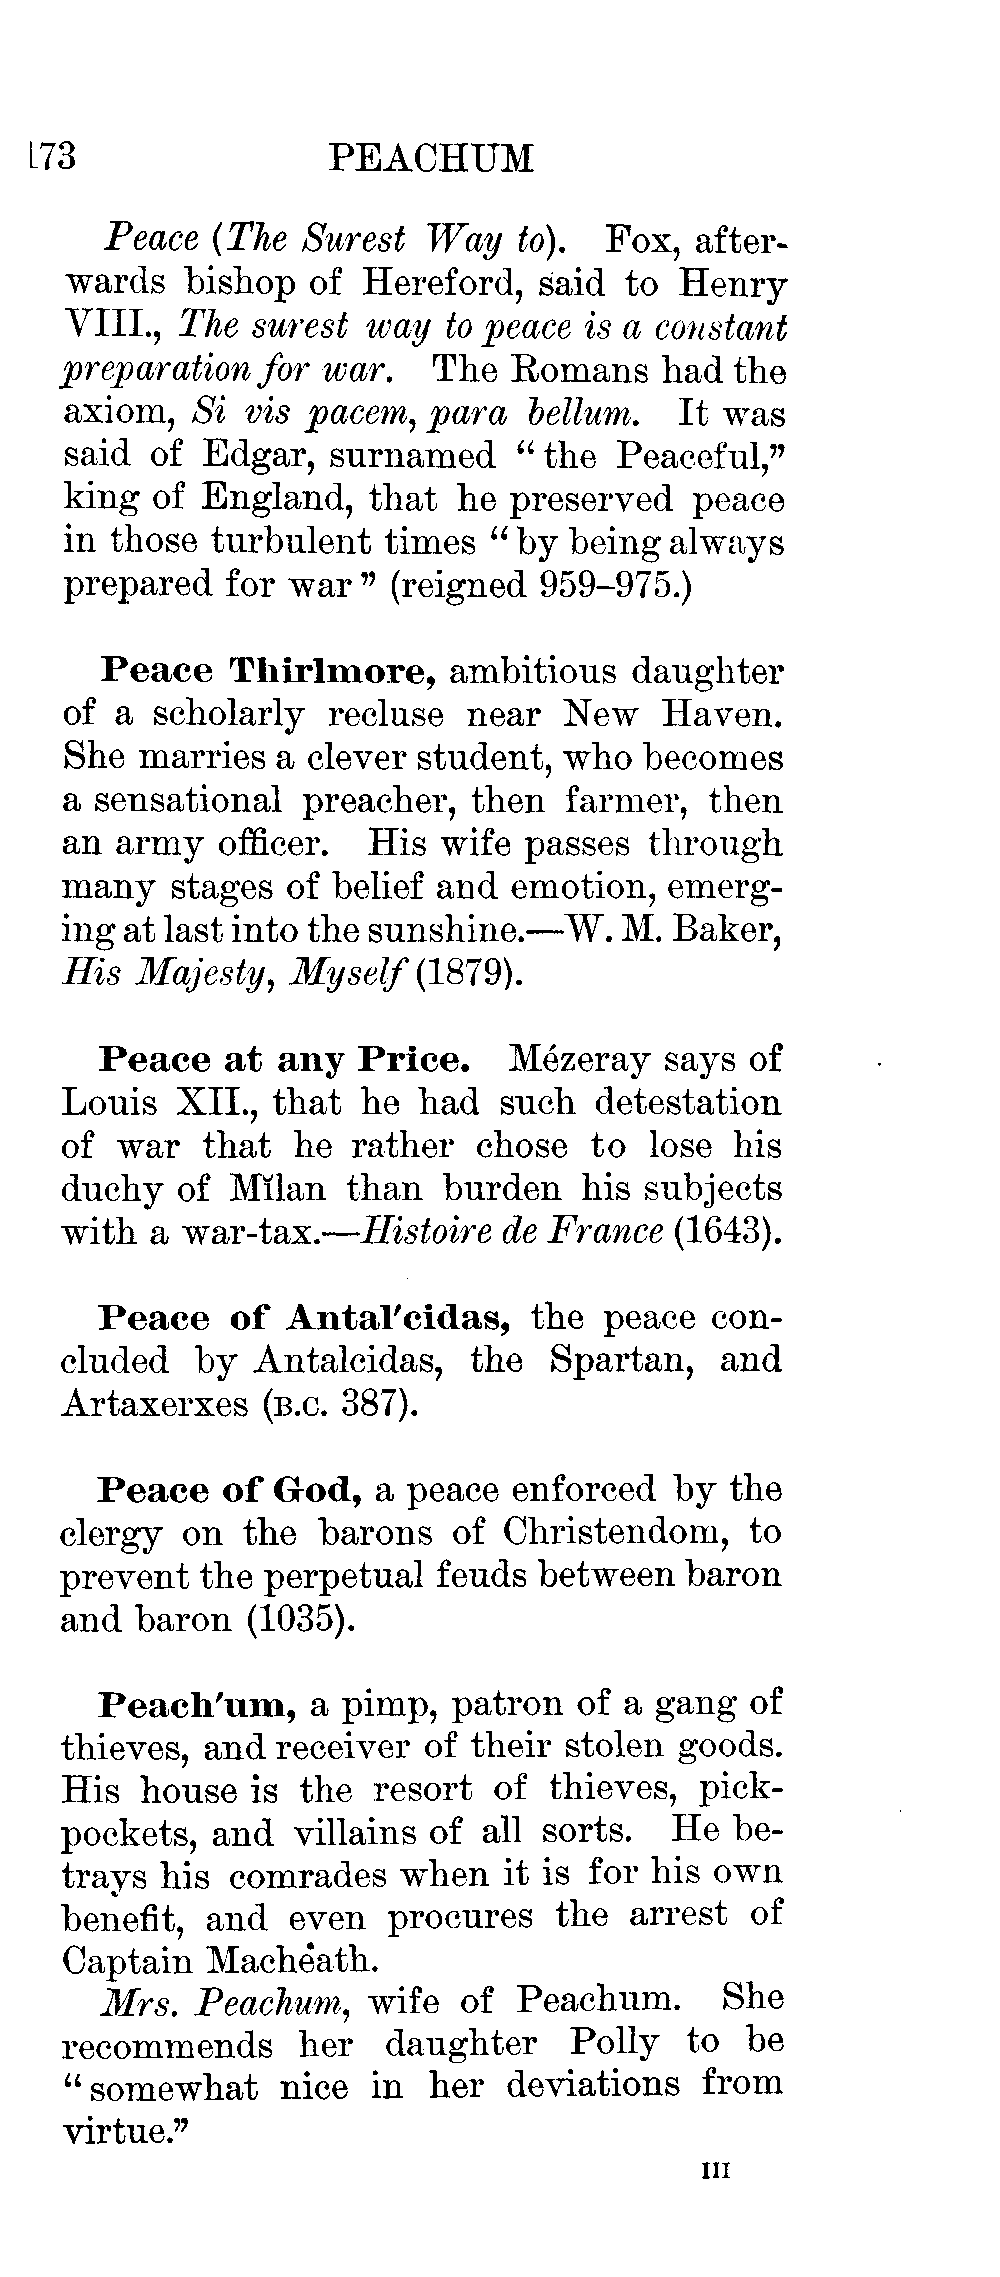 173 PEACHUM
Peace (The Surest Way to). Fox, after-
wards bishop of Hereford, said to Henry
VIII., The surest way to peace is a constant
preparation for war. The Romans had the
axiom, Si vis pacem, para bellum. It was
said of Edgar, surnamed “the Peaceful,”
king of England, that he preserved peace
in those turbulent times “by being always
prepared for war” (reigned 959–975.)
Peace Thirlmore, ambitious daughter
of a scholarly recluse near New Haven.
She marries a clever student, who becomes
a sensational preacher, then farmer, then
an army officer. His wife passes through
many stages of belief and emotion, emerg-
ing at last into the sunshine.—W. M. Baker,
His Majesty, Myself (1879).
Peace at any Price. Mézeray says of
Louis XII., that he had such detestation
of war that he rather chose to lose his
duchy of Mĭlan than burden his subjects
with a war-tax.—Histoire de France (1643).
Peace of Antal'cidas, the peace con-
cluded by Antalcidas, the Spartan, and
Artaxerxes (B.C. 387).
Peace of God, a peace enforced by the
clergy on the barons of Christendom, to
prevent the perpetual feuds between baron
and baron (1035).
Peach'um, a pimp, patron of a gang of
thieves, and receiver of their stolen goods.
His house is the resort of thieves, pick-
pockets, and villains of all sorts. He be-
trays his comrades when it is for his own
benefit, and even procures the arrest of
Captain Macheath.
Mrs. Peachum, wife of Peachum. She
recommends her daughter Polly to be
“somewhat nice in her deviations from
virtue.”
III